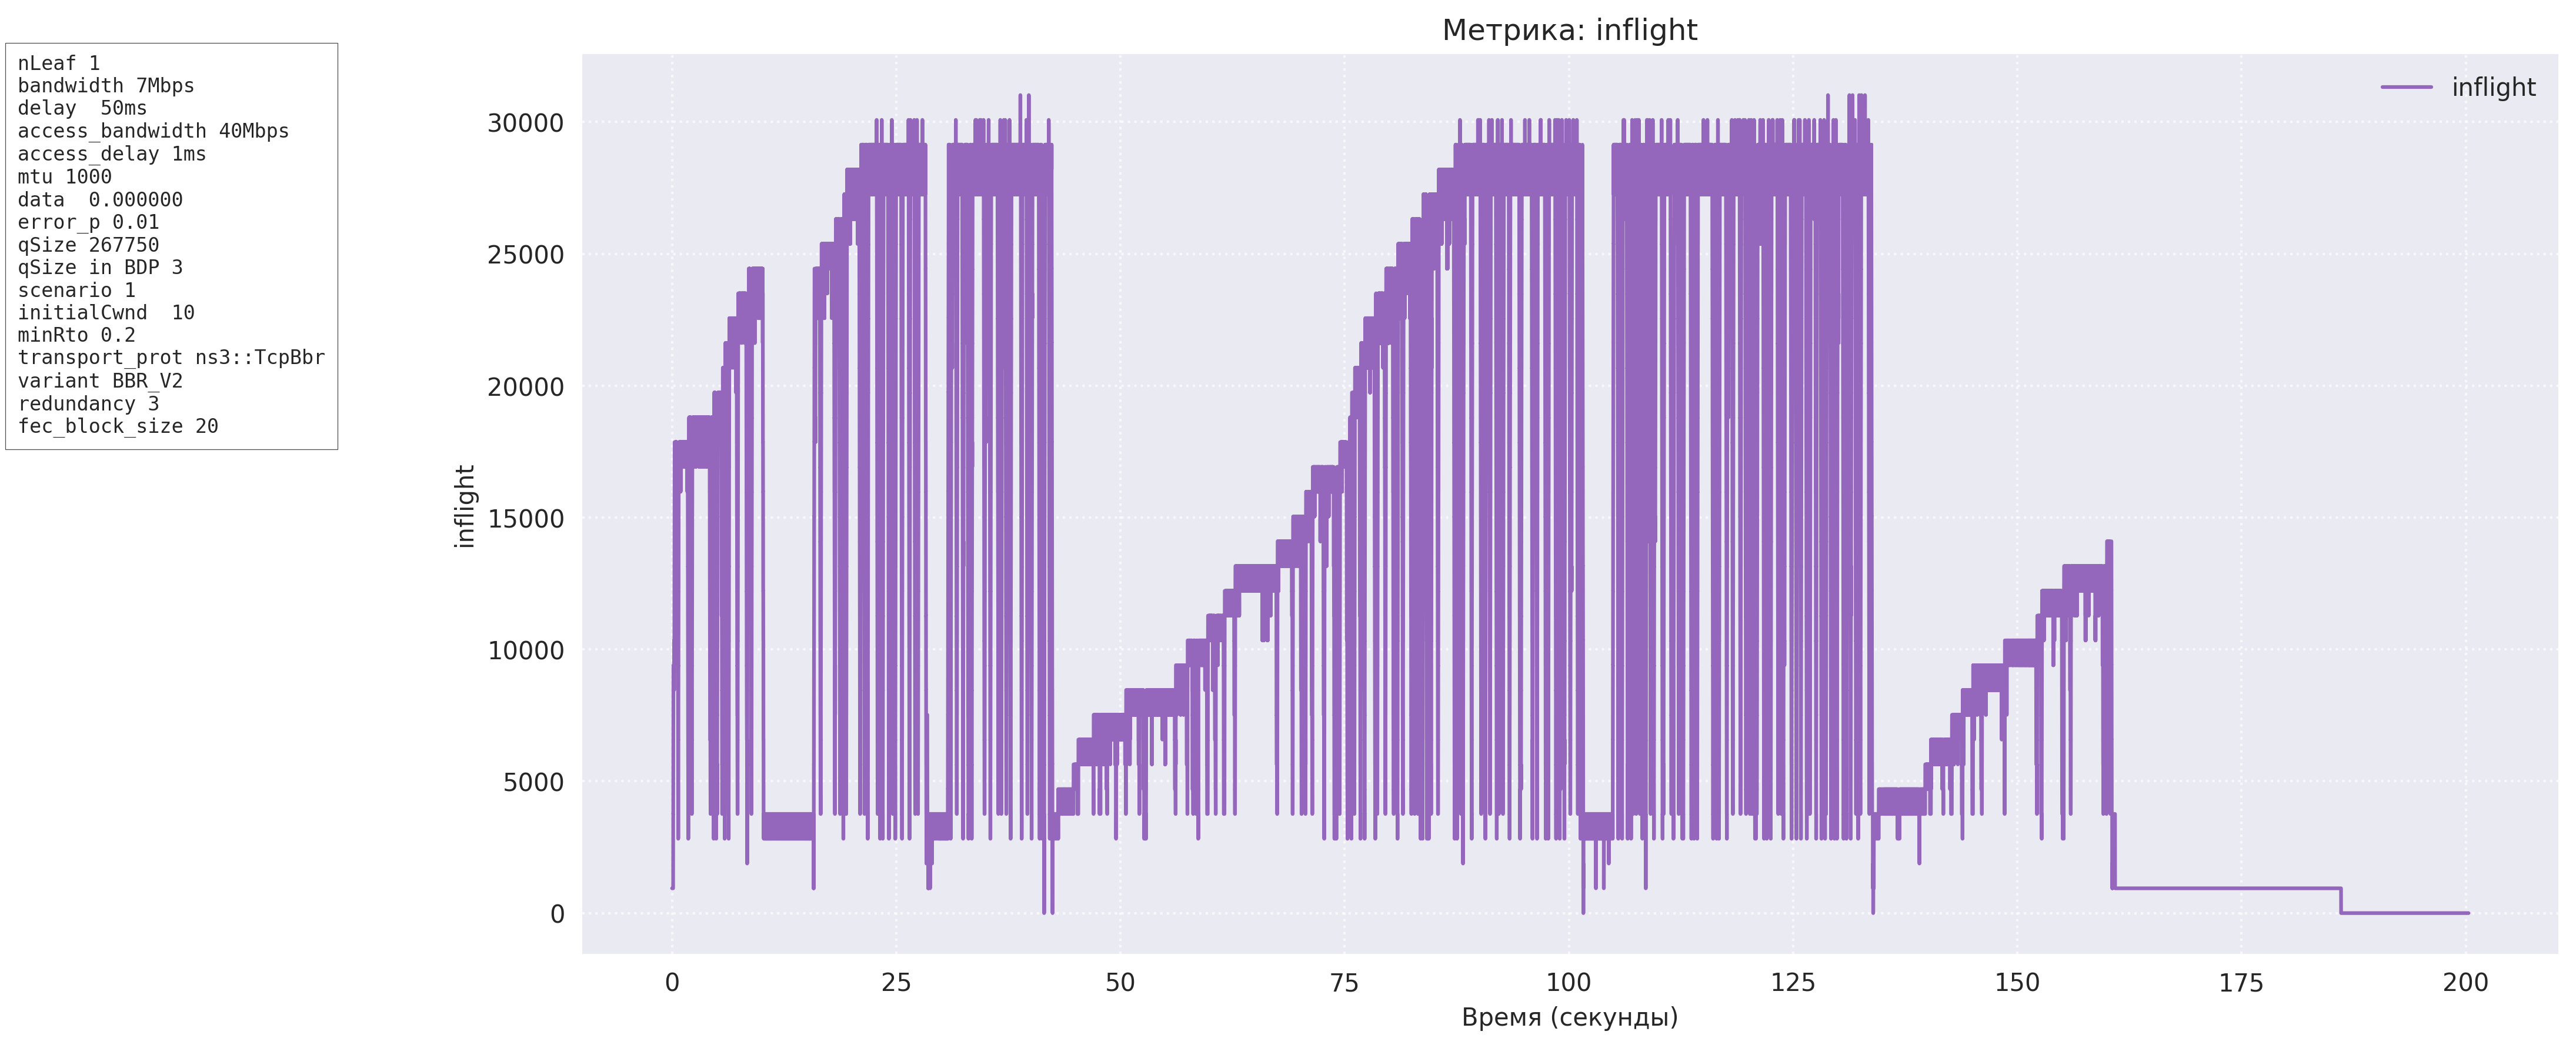 Метрика: inflight
nLeaf 1
bandwidth 7Mbps
delay  50ms
access_bandwidth 40Mbps
access_delay 1ms
mtu 1000
data  0.000000
error_p 0.01
qSize 267750
qSize in BDP 3
scenario 1
initialCwnd  10
minRto 0.2
transport_prot ns3::TcpBbr
variant BBR_V2
redundancy 3
fec_block_size 20
inflight
inflight
30000
25000
20000
15000
10000
5000
0
0 25 50 75 100 125 150 175 200
Время (секунды)